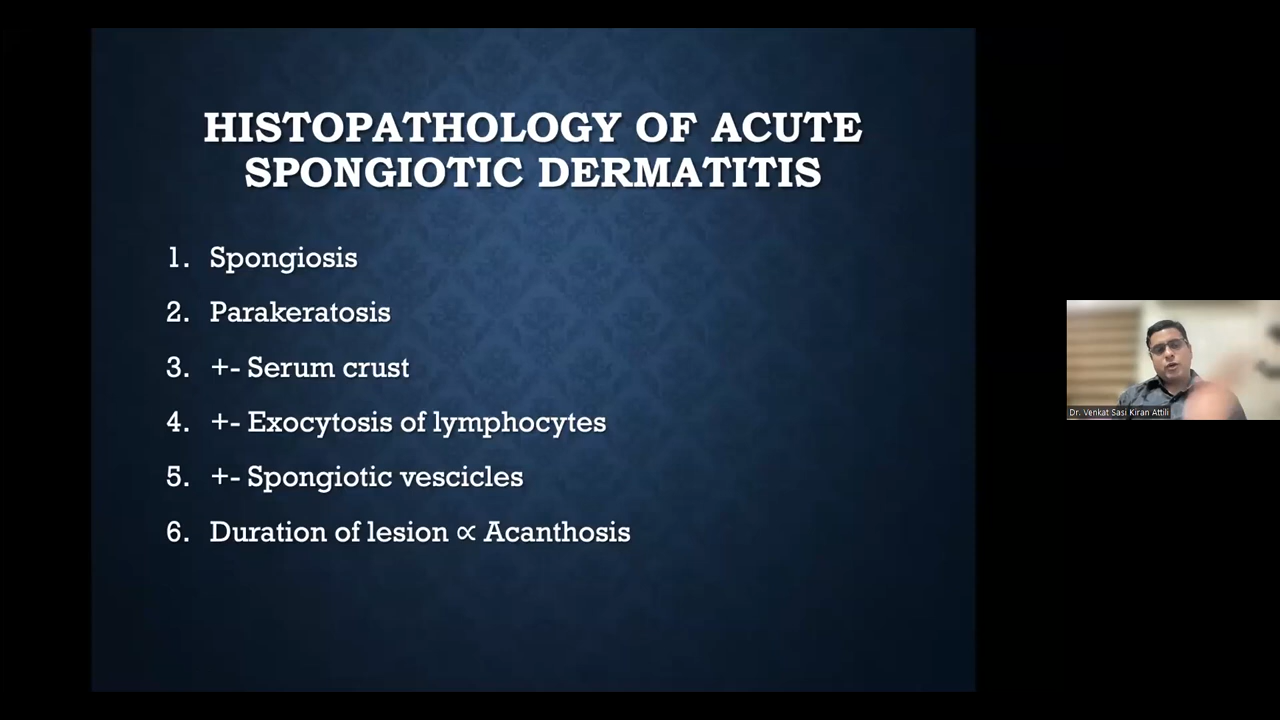 HISTOPATHOLOGY OF ACUTE
SPONGIOTIC DERMATITIS
1. Spongiosis
2. Parakeratosis
3. +- Serum crust
4. +- Exocytosis of lymphocytes
5. +- Spongiotic vescicles
6. Duration of lesion ∝ Acanthosis
Dr. Venkat Sasi Kiran Attili